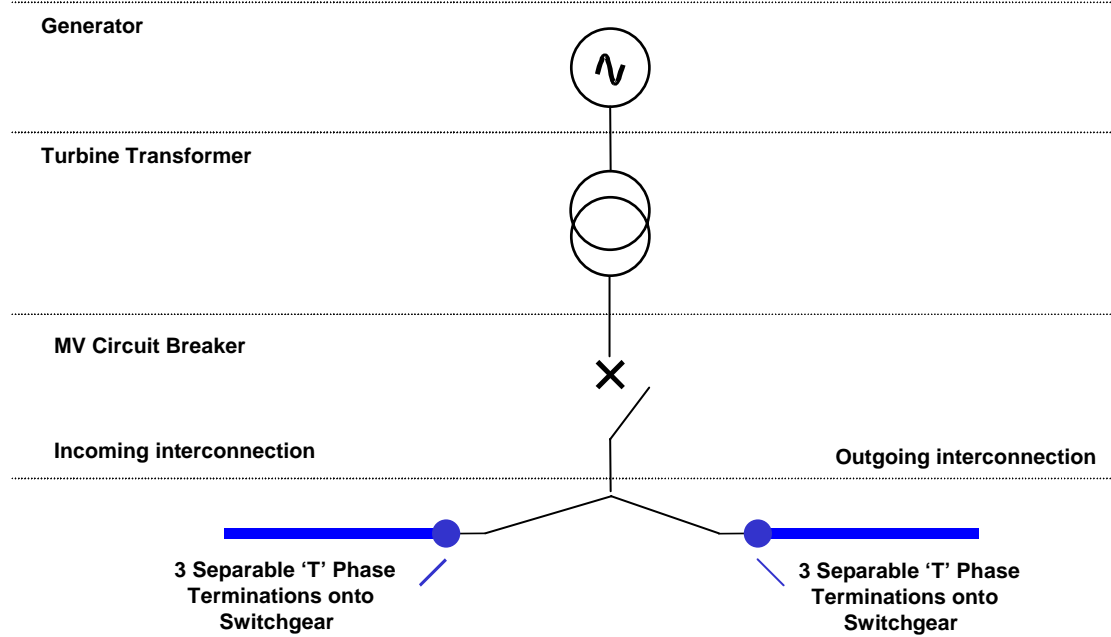 Generator
Turbine Transformer
MV Circuit Breaker
Incoming interconnection
Outgoing interconnection
3 Separable ‘T’ Phase
Terminations onto
Switchgear
3 Separable ‘T’ Phase
Terminations onto
Switchgear